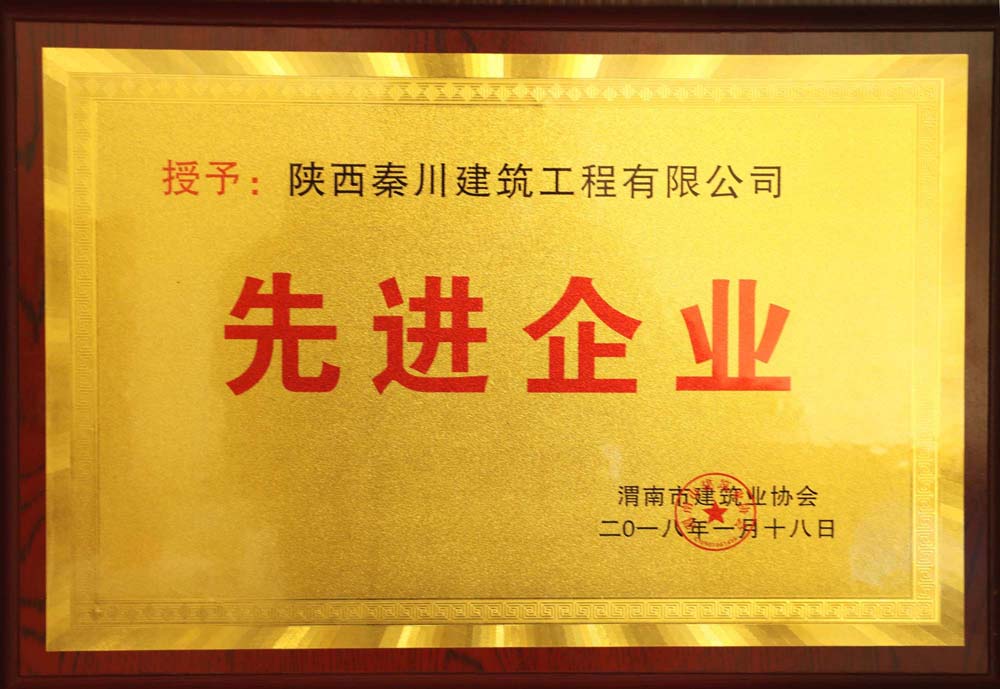 授予：陕西秦川建筑工程有限公司
先进企业
渭南市建筑业协会
二0一八年一月十八日